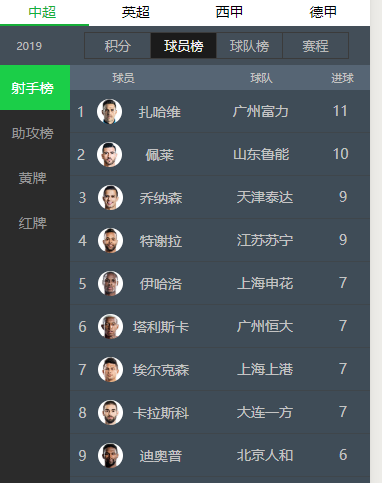 中超 英超 西甲 德甲
2019 积分 球员榜 球队榜 赛程
射手榜
助攻榜
黄牌
红牌
球员 球队 进球
1 扎哈维 广州富力 11
2 佩莱 山东鲁能 10
3 乔纳森 天津泰达 9
4 特谢拉 江苏苏宁 9
5 伊哈洛 上海申花 7
6 塔利斯卡 广州恒大 7
7 埃尔克森 上海上港 7
8 卡拉斯科 大连一方 7
9 迪奥普 北京人和 6